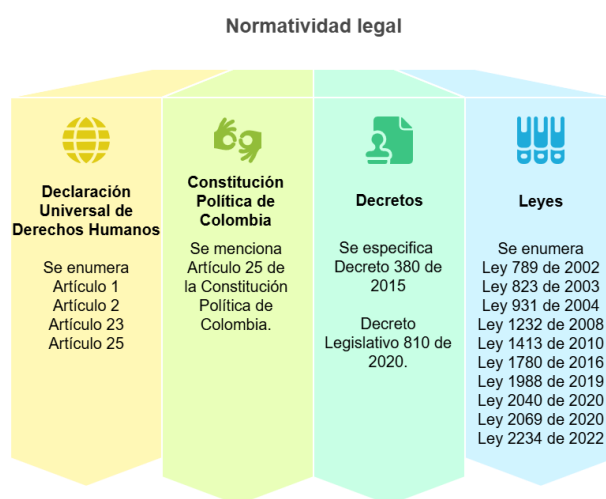 Normatividad legal
Declaración
Universal de
Derechos Humanos
Se enumera
Artículo 1
Artículo 2
Artículo 23
Artículo 25
Constitución
Política de
Colombia
Se menciona
Artículo 25 de
la Constitución
Política de
Colombia.
Decretos
Se especifica
Decreto 380 de
2015
Decreto
Legislativo 810 de
2020.
Leyes
Se enumera
Ley 789 de 2002
Ley 823 de 2003
Ley 931 de 2004
Ley 1232 de 2008
Ley 1413 de 2010
Ley 1780 de 2016
Ley 1988 de 2019
Ley 2040 de 2020
Ley 2069 de 2020
Ley 2234 de 2022